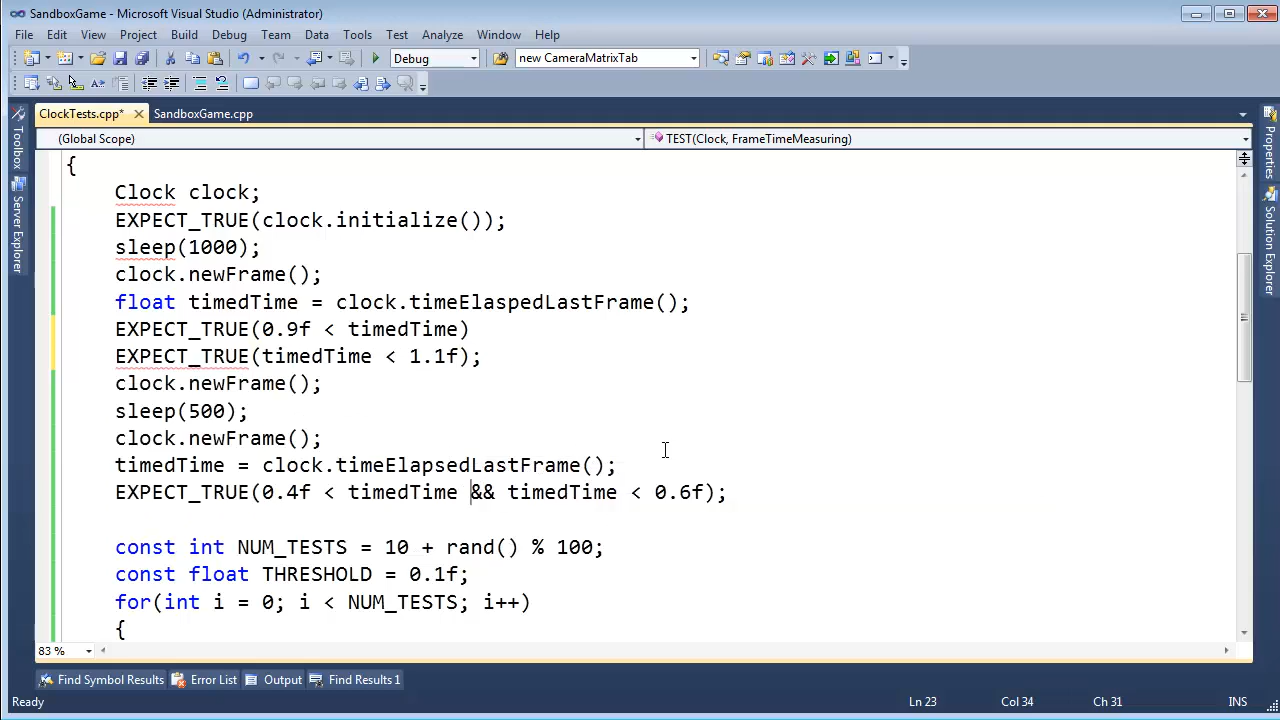 SandboxGame - Microsoft Visual Studio (Administrator)
File Edit View Project Build Debug Team Data Tools Test Analyze Window Help
Debug new CameraMatrixTab
ClockTests.cpp* SandboxGame.cpp
(Global Scope) TEST(Clock, FrameTimeMeasuring)
Toolbox
Server Explorer
Properties
Solution Explorer
{
Clock clock;
EXPECT_TRUE(clock.initialize());
sleep(1000);
clock.newFrame();
float timedTime = clock.timeElaspedLastFrame();
EXPECT_TRUE(0.9f < timedTime)
EXPECT_TRUE(timedTime < 1.1f);
clock.newFrame();
sleep(500);
clock.newFrame();
timedTime = clock.timeElapsedLastFrame();
EXPECT_TRUE(0.4f < timedTime && timedTime < 0.6f);
const int NUM_TESTS = 10 + rand() % 100;
const float THRESHOLD = 0.1f;
for(int i = 0; i < NUM_TESTS; i++)
{
83 %
Find Symbol Results Error List Output Find Results 1
Ready Ln 23 Col 34 Ch 31 INS